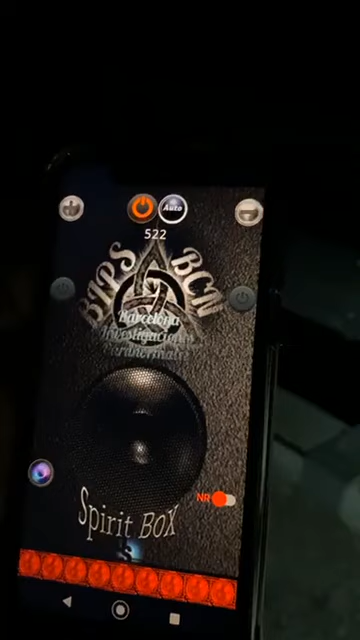 Auto
522
BIPS BCN
Barcelona
Investigaciones
Paranormales
NR
Spirit BOX